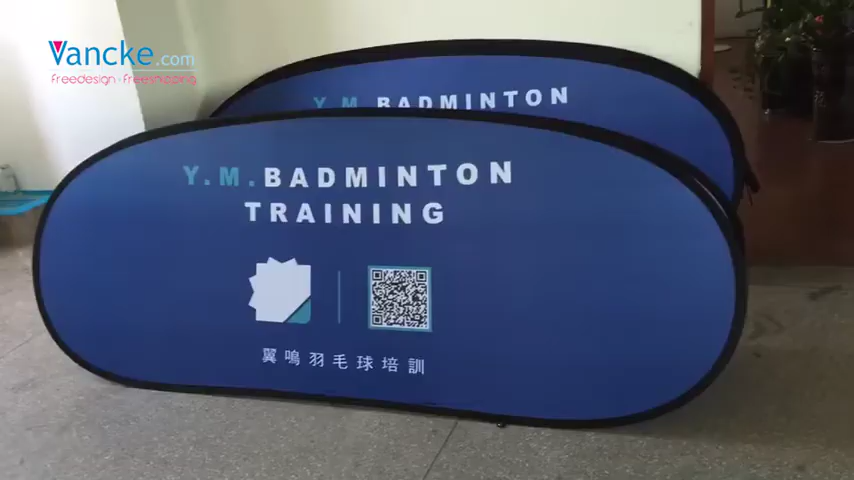 Vancke.com
Freedesign · Freeshipping
Y.M. BADMINTON
Y.M.BADMINTON
TRAINING
翼鳴羽毛球培訓